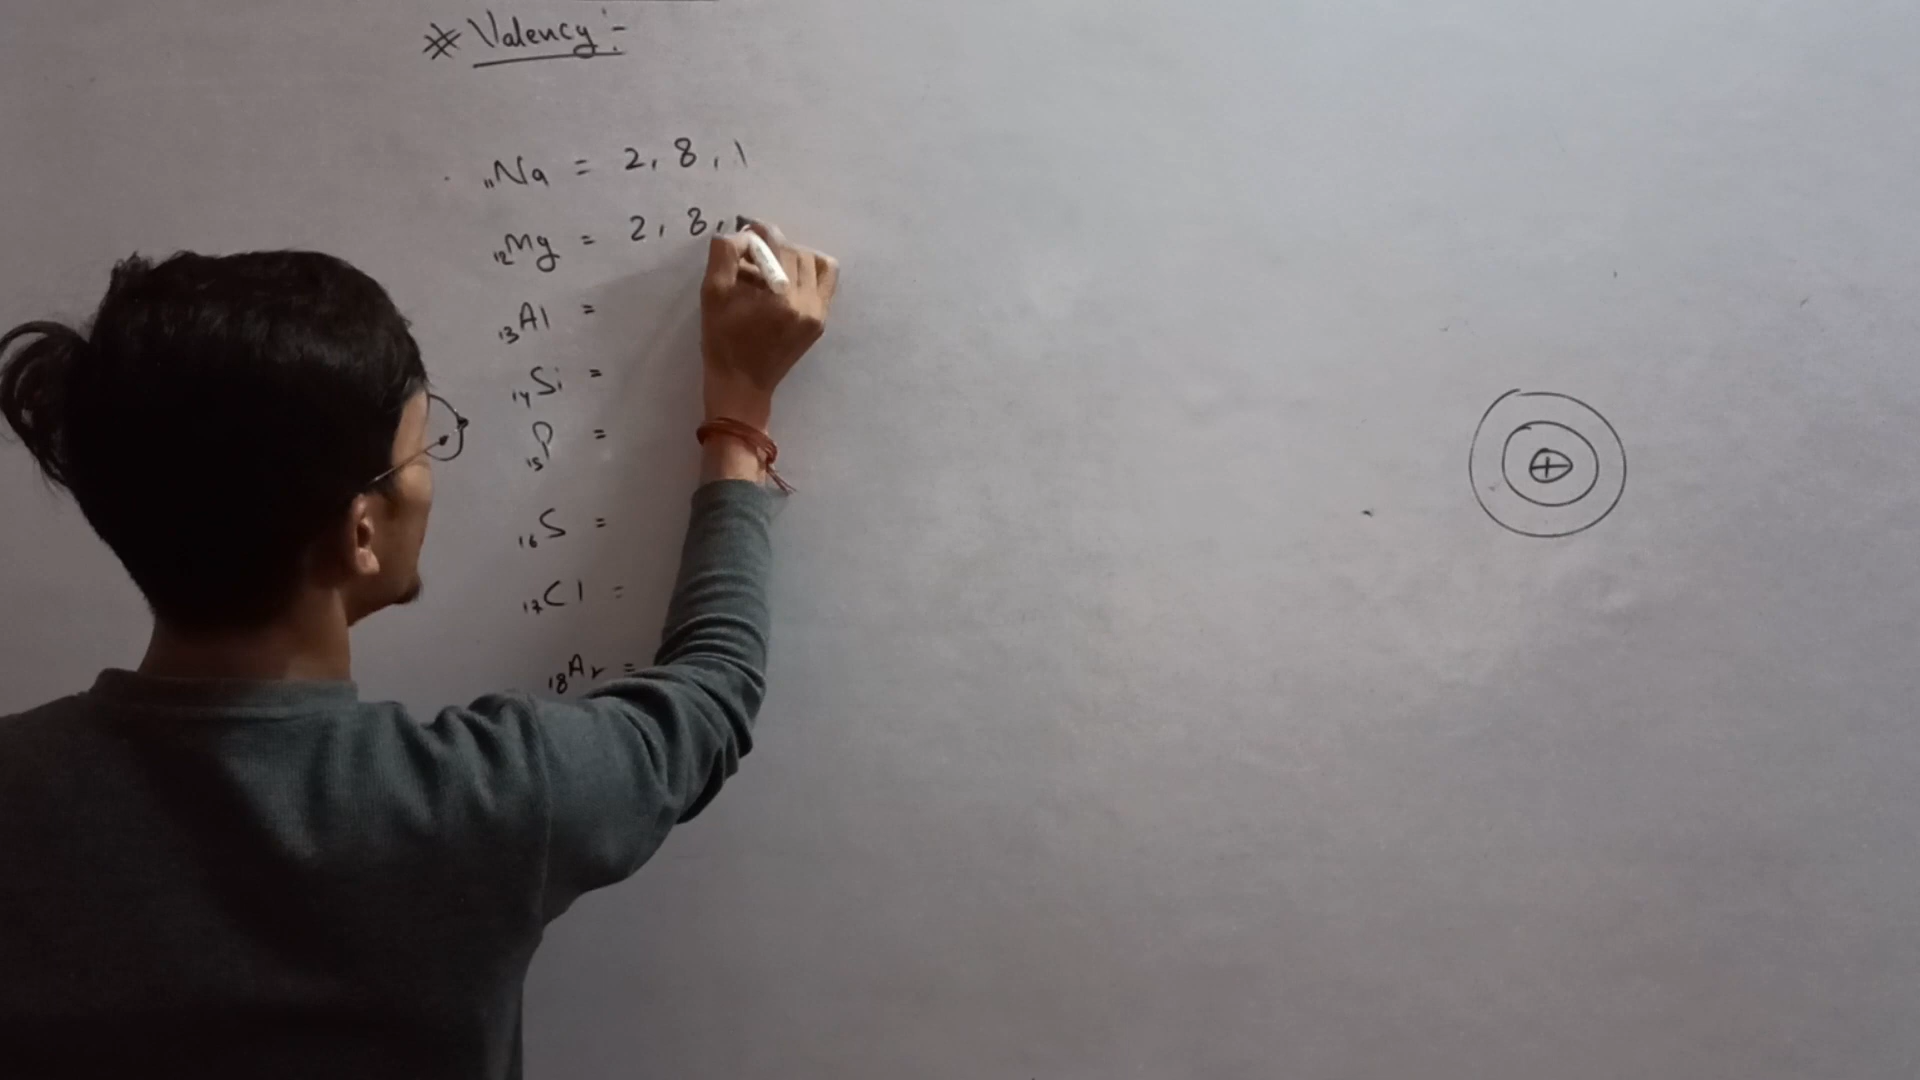 * Valency :-
₁₁Na = 2, 8, 1
₁₂Mg = 2, 8,
₁₃Al =
₁₄Si =
₁₅P =
₁₆S =
₁₇Cl =
₁₈Ar =
+